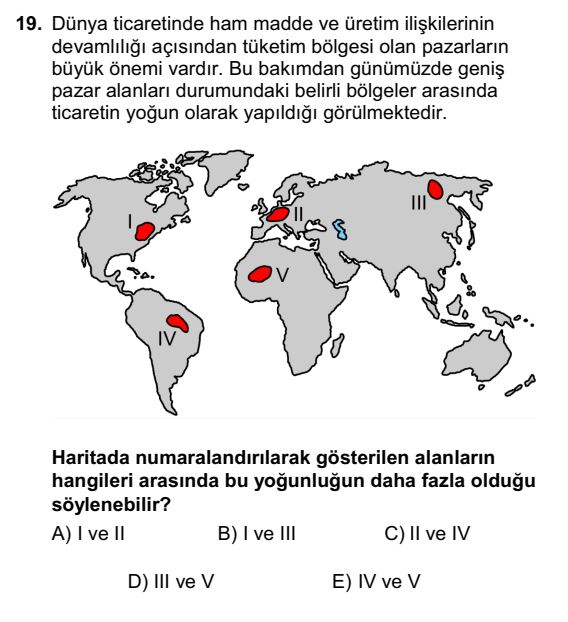 19. Dünya ticaretinde ham madde ve üretim ilişkilerinin
devamlılığı açısından tüketim bölgesi olan pazarların
büyük önemi vardır. Bu bakımdan günümüzde geniş
pazar alanları durumundaki belirli bölgeler arasında
ticaretin yoğun olarak yapıldığı görülmektedir.
I
II
III
V
IV
Haritada numaralandırılarak gösterilen alanların
hangileri arasında bu yoğunluğun daha fazla olduğu
söylenebilir?
A) I ve II B) I ve III C) II ve IV
D) III ve V E) IV ve V